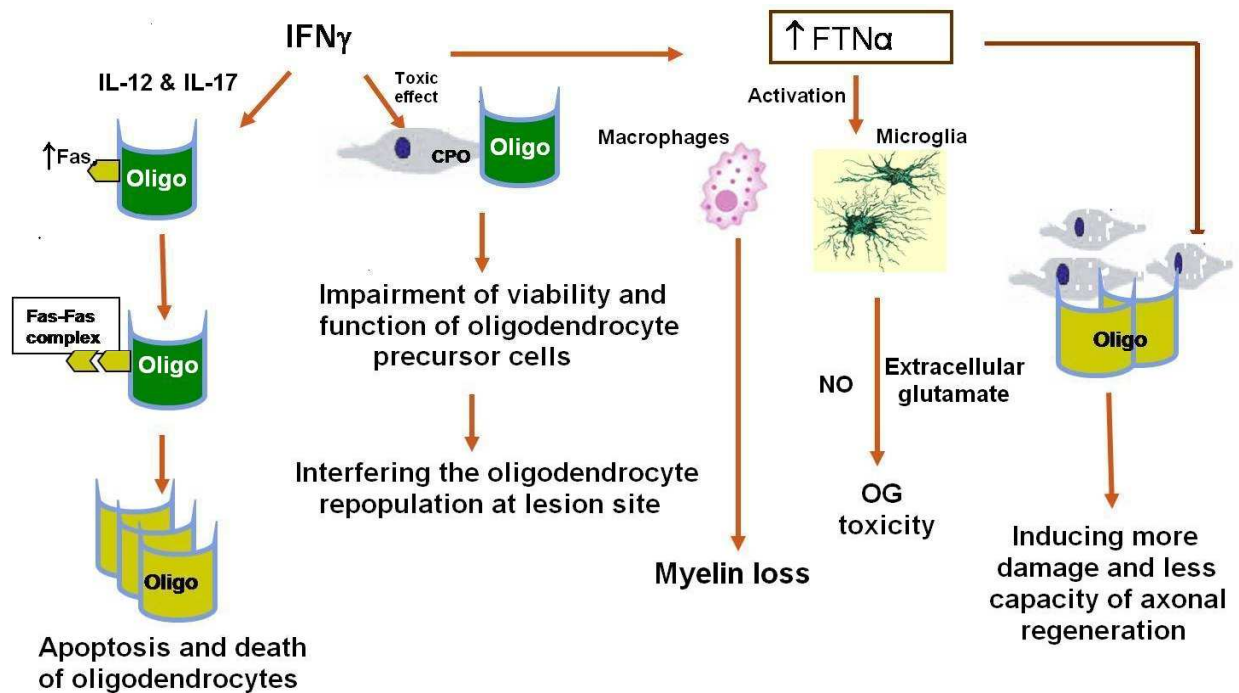 IFNγ
↑ FTNα
IL-12 & IL-17
Toxic
effect
Activation
Macrophages
Microglia
↑Fas
Oligo
CPO
Oligo
Impairment of viability and
function of oligodendrocyte
precursor cells
Fas-Fas
complex
Oligo
Oligo
NO
Extracellular
glutamate
Interfering the oligodendrocyte
repopulation at lesion site
OG
toxicity
Myelin loss
Inducing more
damage and less
capacity of axonal
regeneration
Oligo
Apoptosis and death
of oligodendrocytes